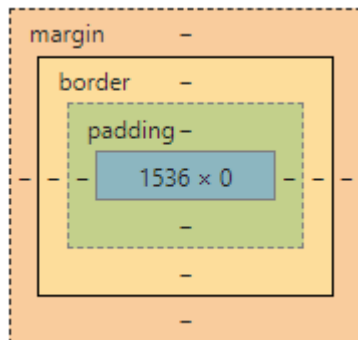 margin –
border –
padding –
– – – 1536 × 0 – – –
–
–
–